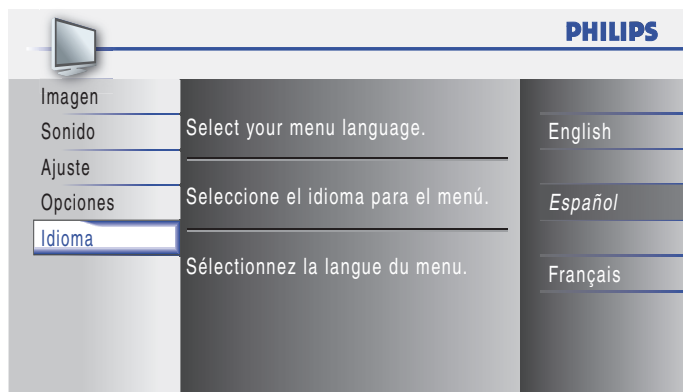 PHILIPS
Imagen
Sonido
Ajuste
Opciones
Idioma
Select your menu language.
Seleccione el idioma para el menú.
Sélectionnez la langue du menu.
English
Español
Français